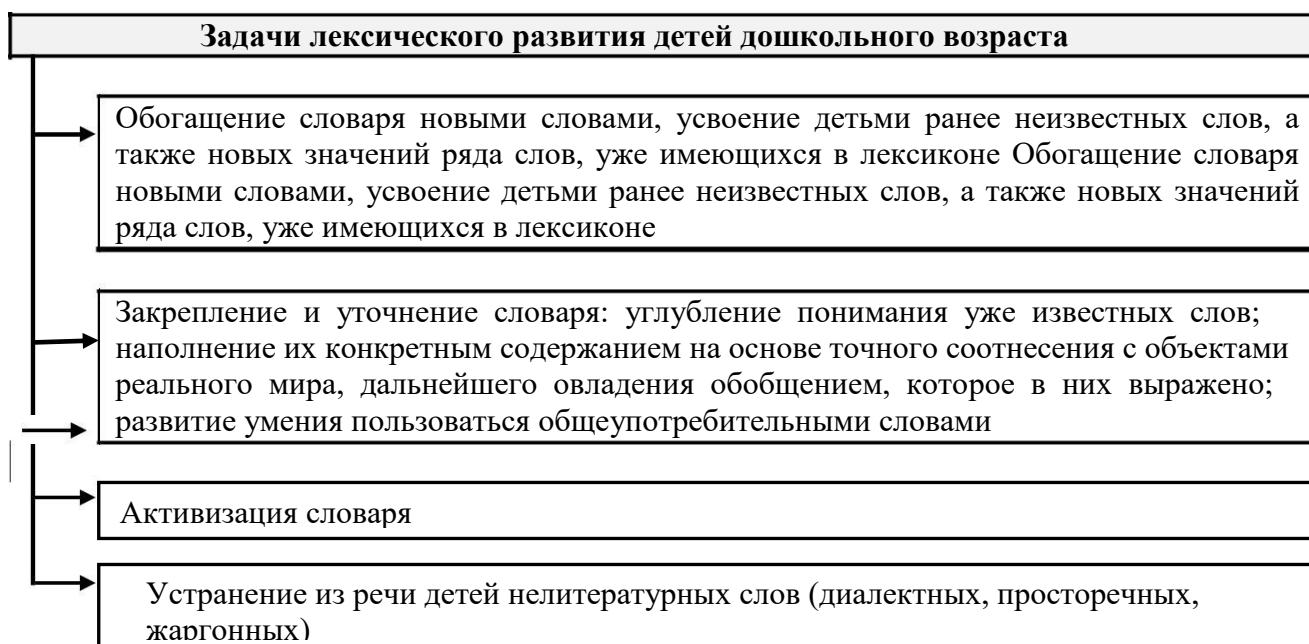 Задачи лексического развития детей дошкольного возраста
Обогащение словаря новыми словами, усвоение детьми ранее неизвестных слов, а
также новых значений ряда слов, уже имеющихся в лексиконе Обогащение словаря
новыми словами, усвоение детьми ранее неизвестных слов, а также новых значений
ряда слов, уже имеющихся в лексиконе
Закрепление и уточнение словаря: углубление понимания уже известных слов;
наполнение их конкретным содержанием на основе точного соотнесения с объектами
реального мира, дальнейшего овладения обобщением, которое в них выражено;
развитие умения пользоваться общеупотребительными словами
Активизация словаря
Устранение из речи детей нелитературных слов (диалектных, просторечных,
жаргонных)